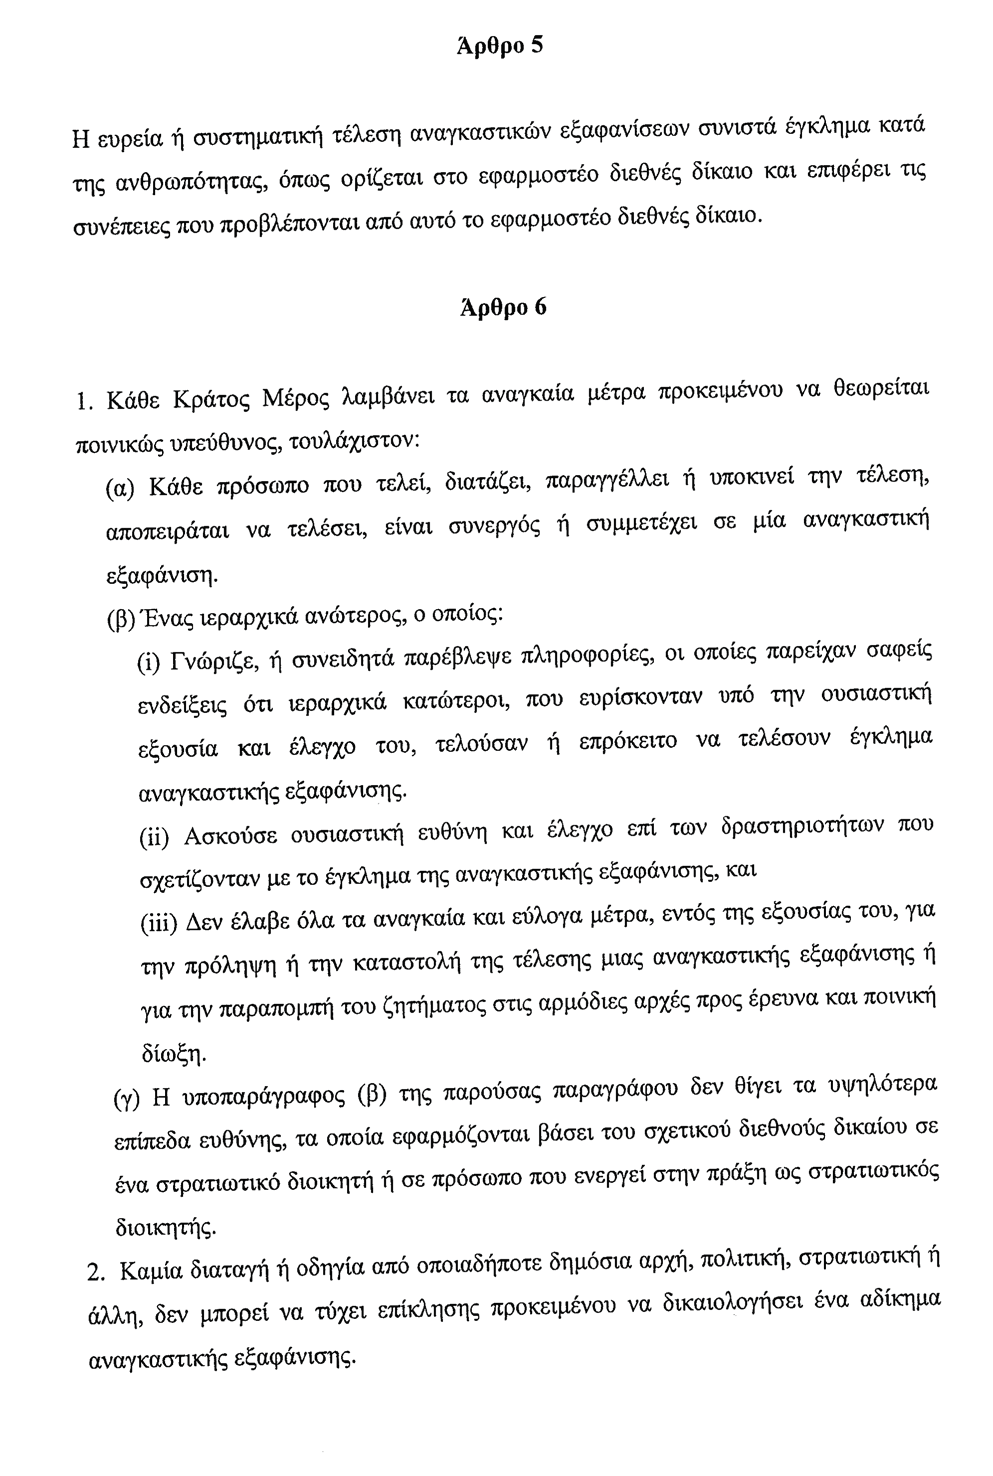 Άρθρο 5
Η ευρεία ή συστηματική τέλεση αναγκαστικών εξαφανίσεων συνιστά έγκλημα κατά
της ανθρωπότητας, όπως ορίζεται στο εφαρμοστέο διεθνές δίκαιο και επιφέρει τις
συνέπειες που προβλέπονται από αυτό το εφαρμοστέο διεθνές δίκαιο.
Άρθρο 6
1. Κάθε Κράτος Μέρος λαμβάνει τα αναγκαία μέτρα προκειμένου να θεωρείται
ποινικώς υπεύθυνος, τουλάχιστον:
(α) Κάθε πρόσωπο που τελεί, διατάζει, παραγγέλλει ή υποκινεί την τέλεση,
αποπειράται να τελέσει, είναι συνεργός ή συμμετέχει σε μία αναγκαστική
εξαφάνιση.
(β) Ένας ιεραρχικά ανώτερος, ο οποίος:
(i) Γνώριζε, ή συνειδητά παρέβλεψε πληροφορίες, οι οποίες παρείχαν σαφείς
ενδείξεις ότι ιεραρχικά κατώτεροι, που ευρίσκονταν υπό την ουσιαστική
εξουσία και έλεγχο του, τελούσαν ή επρόκειτο να τελέσουν έγκλημα
αναγκαστικής εξαφάνισης.
(ii) Ασκούσε ουσιαστική ευθύνη και έλεγχο επί των δραστηριοτήτων που
σχετίζονταν με το έγκλημα της αναγκαστικής εξαφάνισης, και
(iii) Δεν έλαβε όλα τα αναγκαία και εύλογα μέτρα, εντός της εξουσίας του, για
την πρόληψη ή την καταστολή της τέλεσης μιας αναγκαστικής εξαφάνισης ή
για την παραπομπή του ζητήματος στις αρμόδιες αρχές προς έρευνα και ποινική
δίωξη.
(γ) Η υποπαράγραφος (β) της παρούσας παραγράφου δεν θίγει τα υψηλότερα
επίπεδα ευθύνης, τα οποία εφαρμόζονται βάσει του σχετικού διεθνούς δικαίου σε
ένα στρατιωτικό διοικητή ή σε πρόσωπο που ενεργεί στην πράξη ως στρατιωτικός
διοικητής.
2. Καμία διαταγή ή οδηγία από οποιαδήποτε δημόσια αρχή, πολιτική, στρατιωτική ή
άλλη, δεν μπορεί να τύχει επίκλησης προκειμένου να δικαιολογήσει ένα αδίκημα
αναγκαστικής εξαφάνισης.